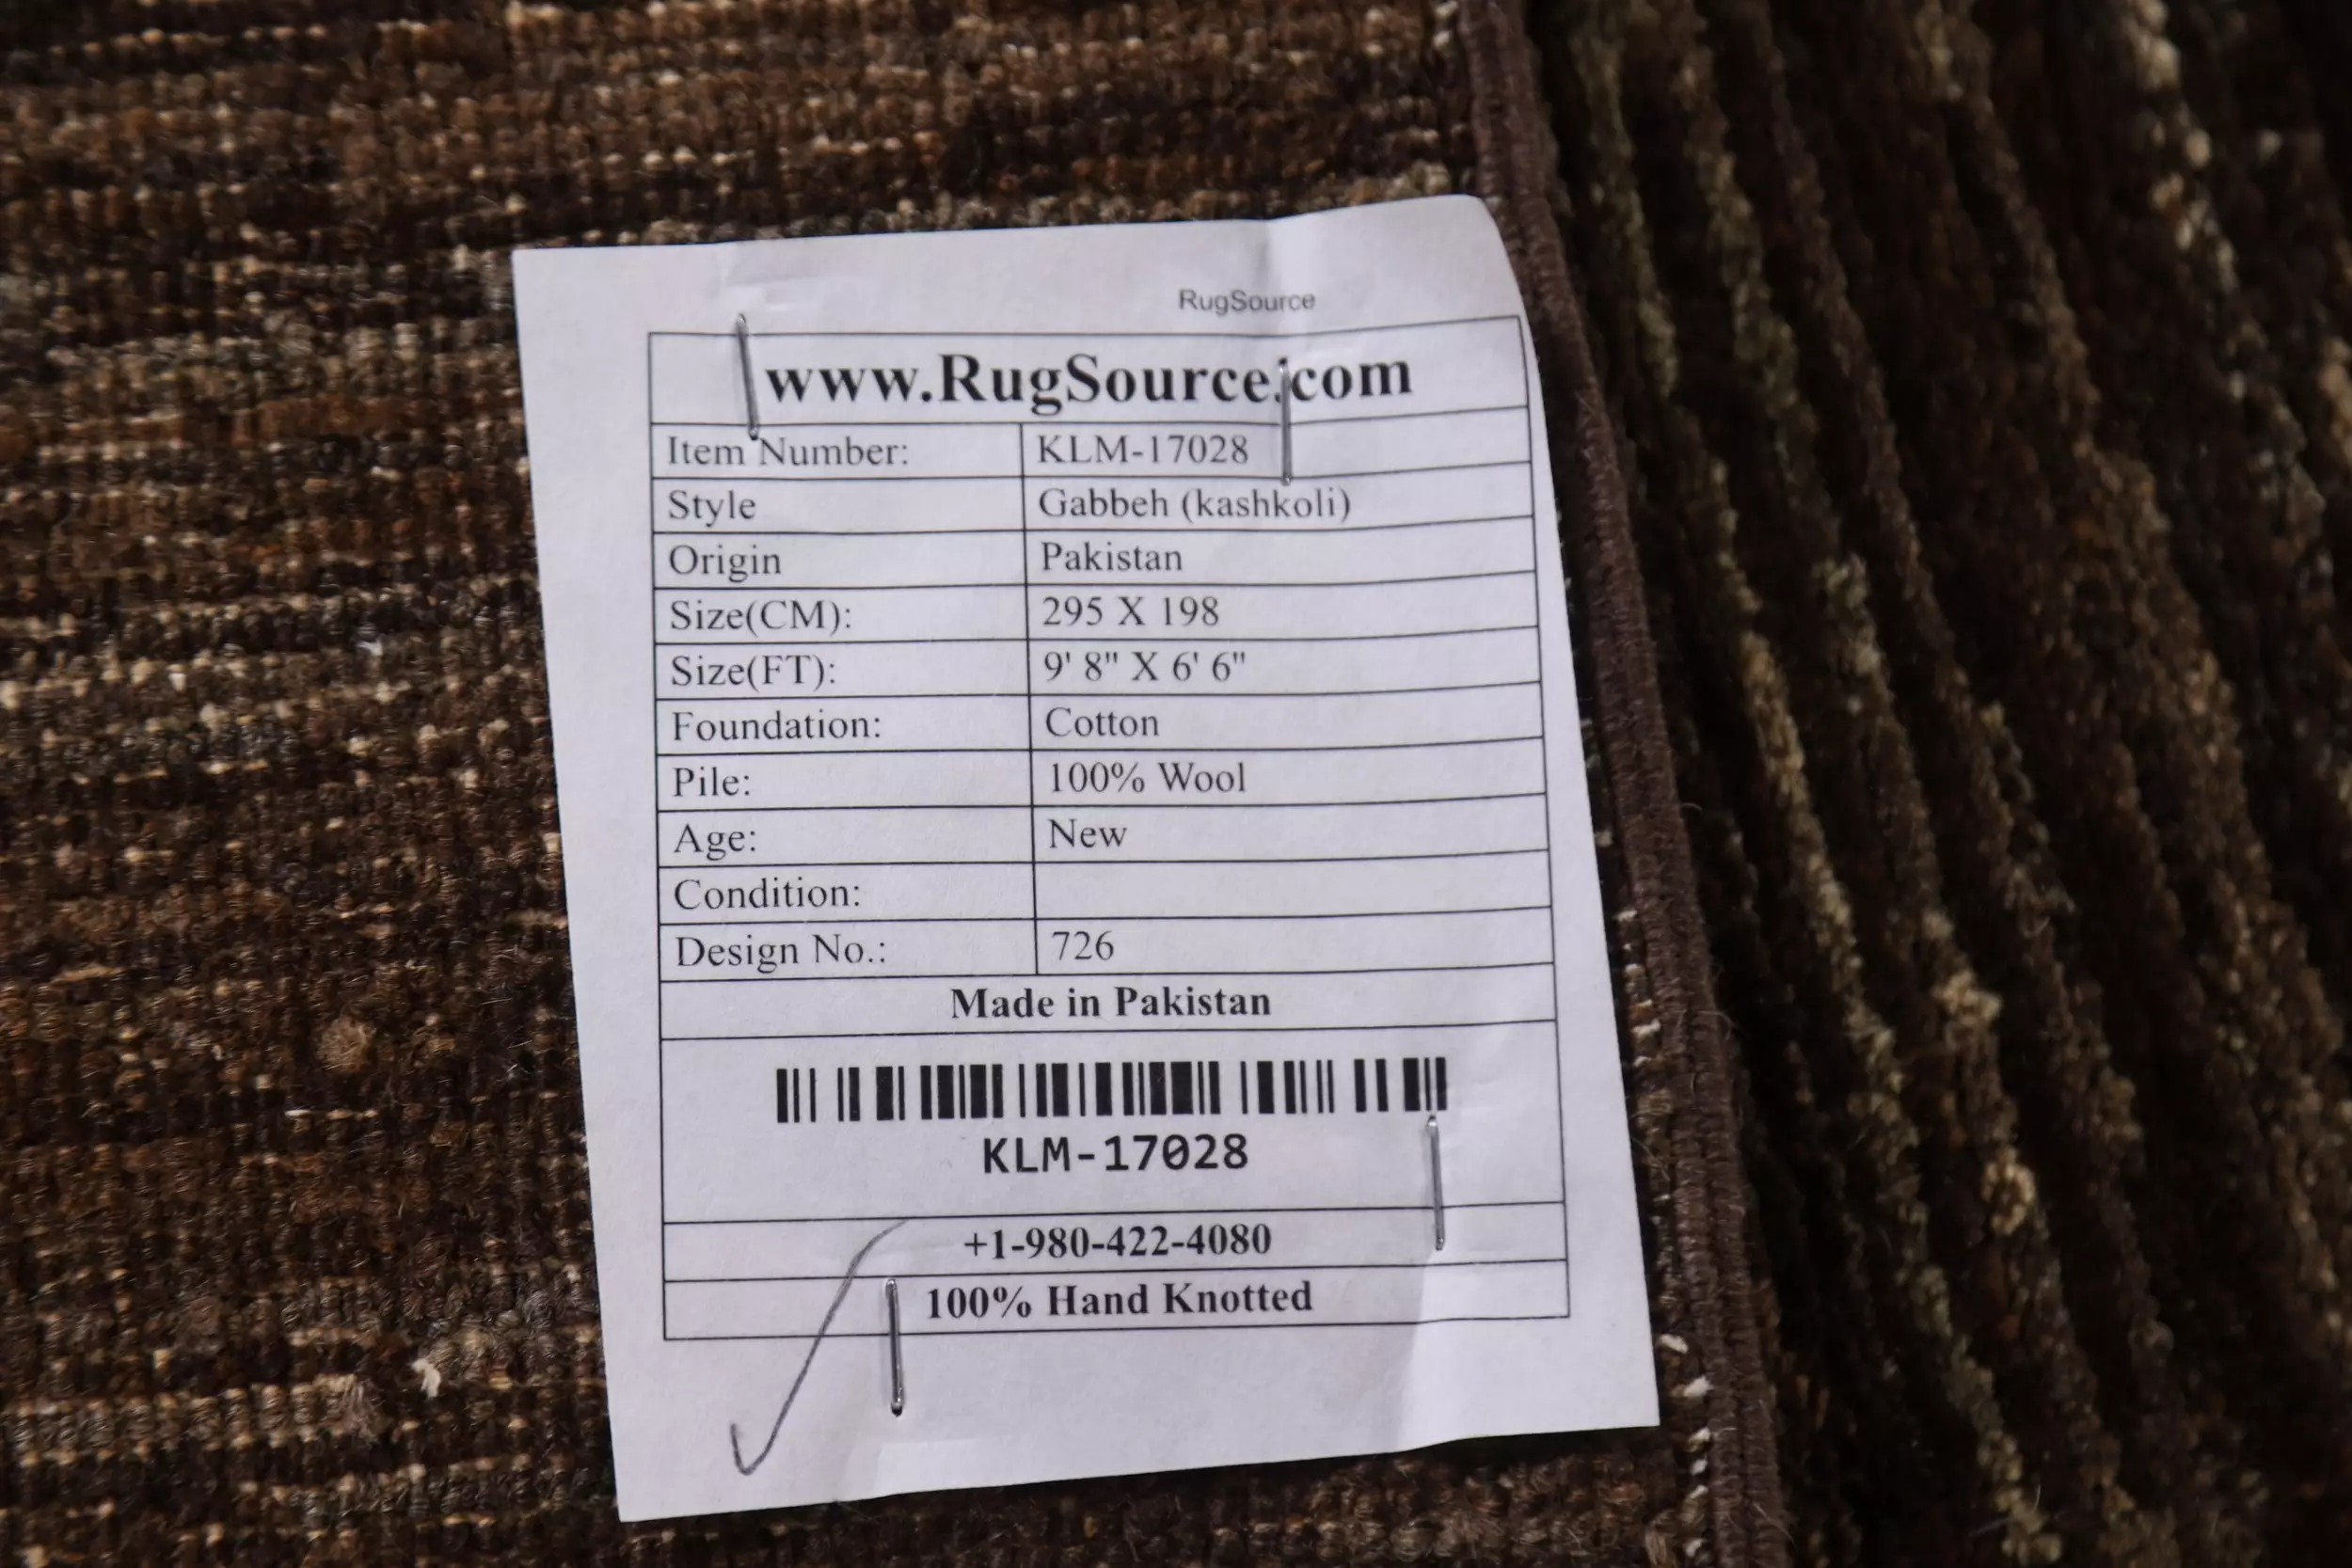 RugSource
www.RugSource.com
Item Number: KLM-17028
Style Gabbeh (kashkoli)
Origin Pakistan
Size(CM): 295 X 198
Size(FT): 9' 8" X 6' 6"
Foundation: Cotton
Pile: 100% Wool
Age: New
Condition:
Design No.: 726
Made in Pakistan
KLM-17028
+1-980-422-4080
100% Hand Knotted